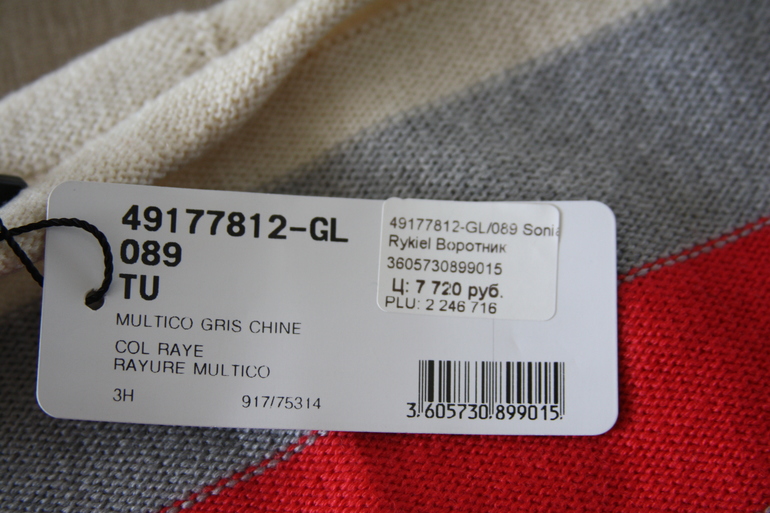 49177812-GL
089
TU
MULTICO GRIS CHINE
COL RAYE
RAYURE MULTICO
3H 917/75314
49177812-GL/089 Sonia
Rykiel Воротник
3605730899015
Ц: 7 720 руб.
PLU: 2 246 716
3 605730 899015